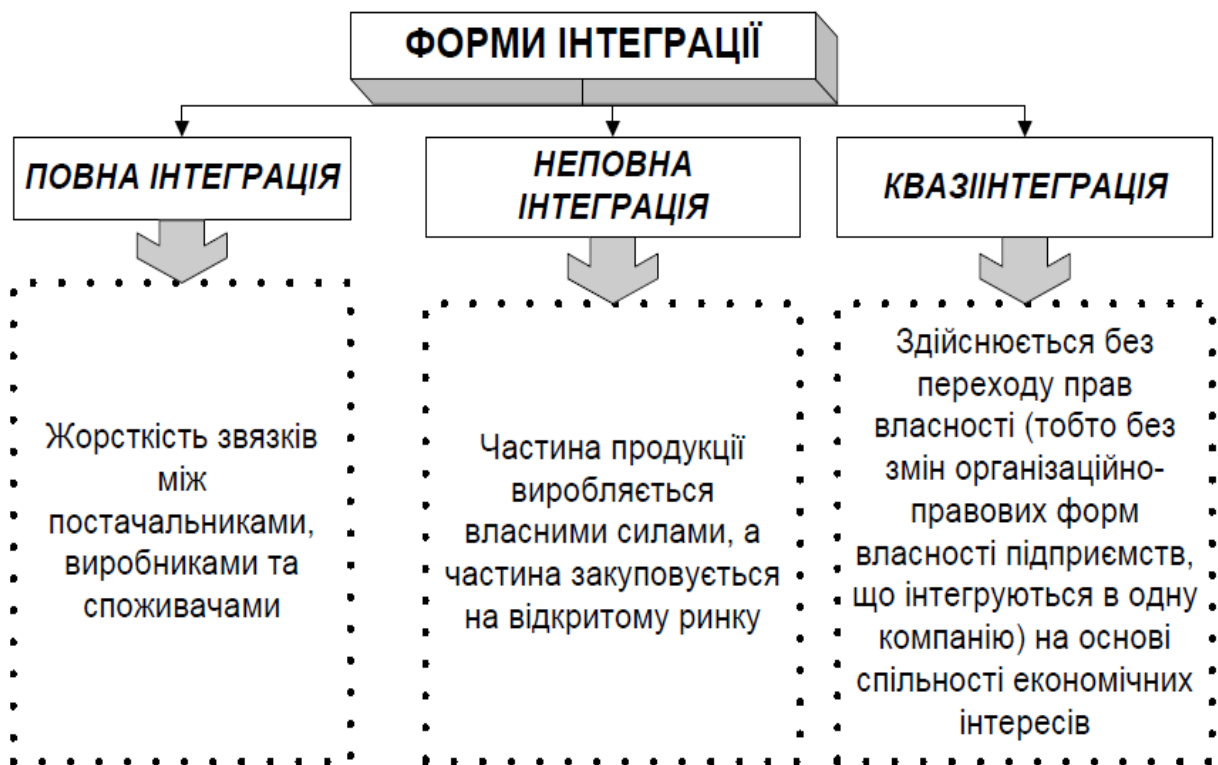 ФОРМИ ІНТЕГРАЦІЇ
ПОВНА ІНТЕГРАЦІЯ
Жорсткість звязків
між
постачальниками,
виробниками та
споживачами
НЕПОВНА
ІНТЕГРАЦІЯ
Частина продукції
виробляється
власними силами, а
частина закуповується
на відкритому ринку
КВАЗІІНТЕГРАЦІЯ
Здійснюється без
переходу прав
власності (тобто без
змін організаційно-
правових форм
власності підприємств,
що інтегруються в одну
компанію) на основі
спільності економічних
інтересів